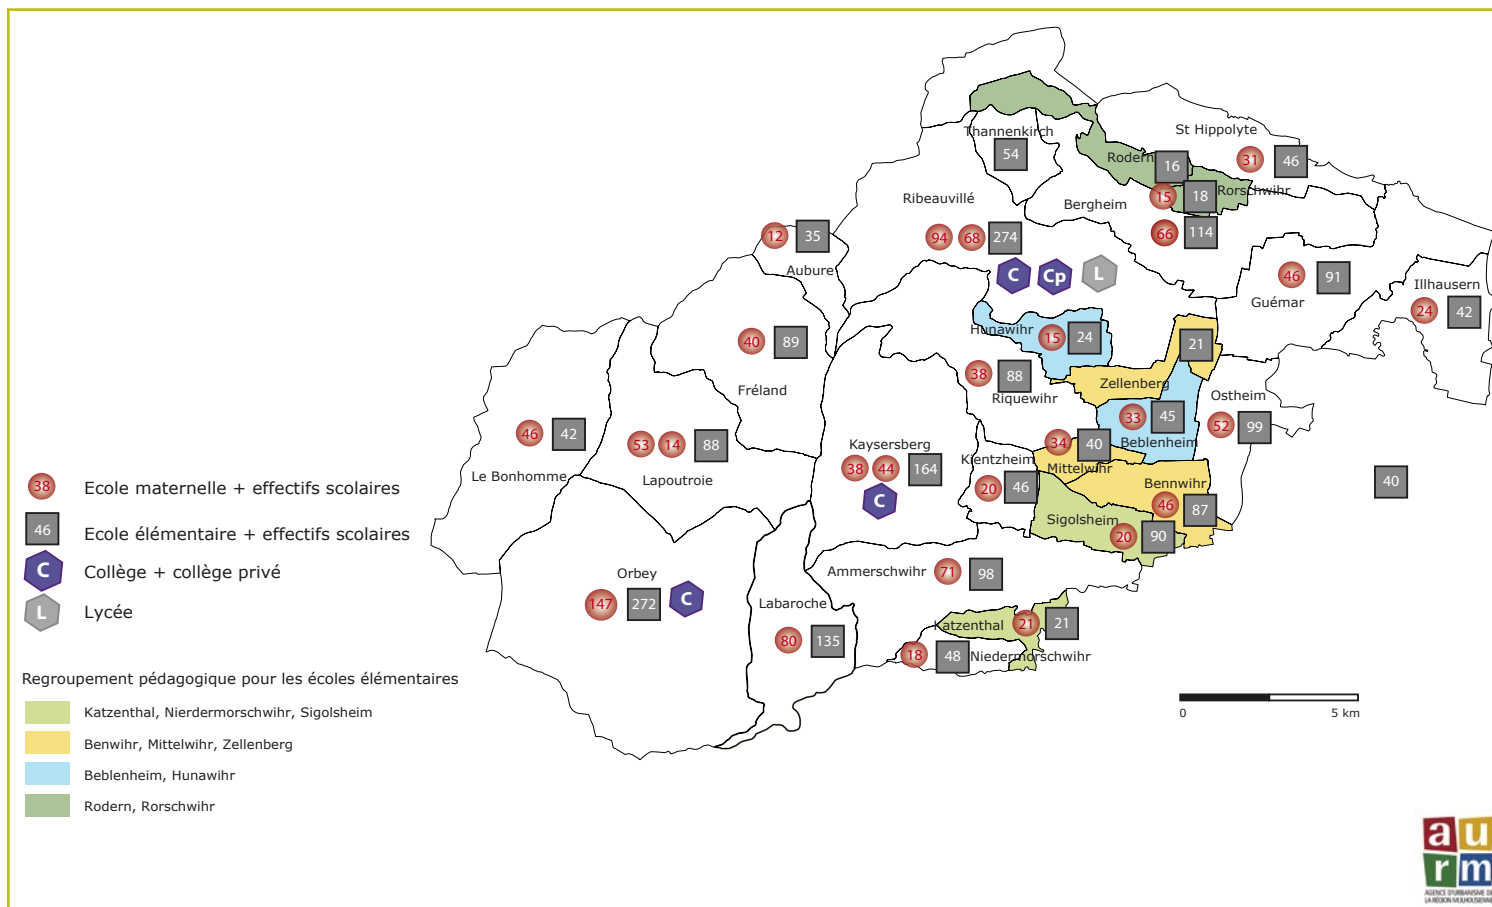 Thannenkirch
54
St Hippolyte
31
46
Rodern
16
15
18
Rorschwihr
Ribeauvillé
94
68
274
C
Cp
L
Bergheim
66
114
12
35
Aubure
46
91
Guémar
Illhausern
24
42
Hunawihr
15
24
21
40
89
Fréland
38
88
Riquewihr
Zellenberg
33
45
Beblenheim
Ostheim
52
99
46
42
Le Bonhomme
53
14
88
Lapoutroie
Kaysersberg
38
44
164
C
34
40
Mittelwihr
Kientzheim
20
46
Bennwihr
46
87
40
Sigolsheim
20
90
Ammerschwihr
71
98
Orbey
147
272
C
Labaroche
80
135
Katzenthal
21
21
18
48
Niedermorschwihr
38
Ecole maternelle + effectifs scolaires
46
Ecole élémentaire + effectifs scolaires
C
Collège + collège privé
L
Lycée
Regroupement pédagogique pour les écoles élémentaires
Katzenthal, Nierdermorschwihr, Sigolsheim
Benwihr, Mittelwihr, Zellenberg
Beblenheim, Hunawihr
Rodern, Rorschwihr
0
5 km
au
rm
AGENCE D'URBANISME DE
LA RÉGION MULHOUSIENNE